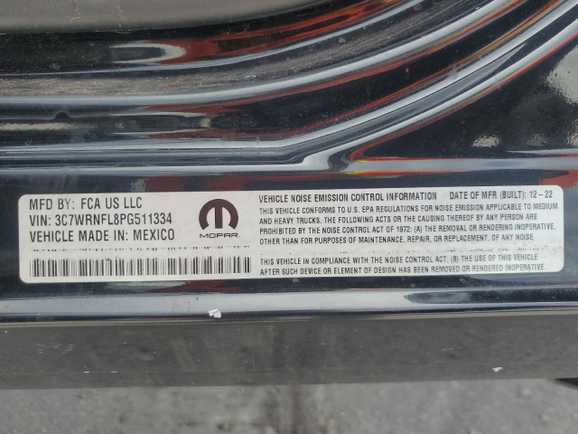 MFD BY: FCA US LLC
VIN: 3C7WRNFL8PG511334
VEHICLE MADE IN: MEXICO
MOPAR
VEHICLE NOISE EMISSION CONTROL INFORMATION DATE OF MFR (BUILT): 12-22
THIS VEHICLE CONFORMS TO U.S. EPA REGULATIONS FOR NOISE EMISSION APPLICABLE TO MEDIUM
AND HEAVY TRUCKS. THE FOLLOWING ACTS OR THE CAUSING THEREOF BY ANY PERSON ARE
PROHIBITED BY THE NOISE CONTROL ACT OF 1972: (A) THE REMOVAL OR RENDERING INOPERATIVE,
OTHER THAN FOR PURPOSES OF MAINTENANCE, REPAIR, OR REPLACEMENT, OF ANY NOISE
THIS VEHICLE IN COMPLIANCE WITH THE NOISE CONTROL ACT; (B) THE USE OF THIS VEHICLE
AFTER SUCH DEVICE OR ELEMENT OF DESIGN HAS BEEN REMOVED OR RENDERED INOPERATIVE.